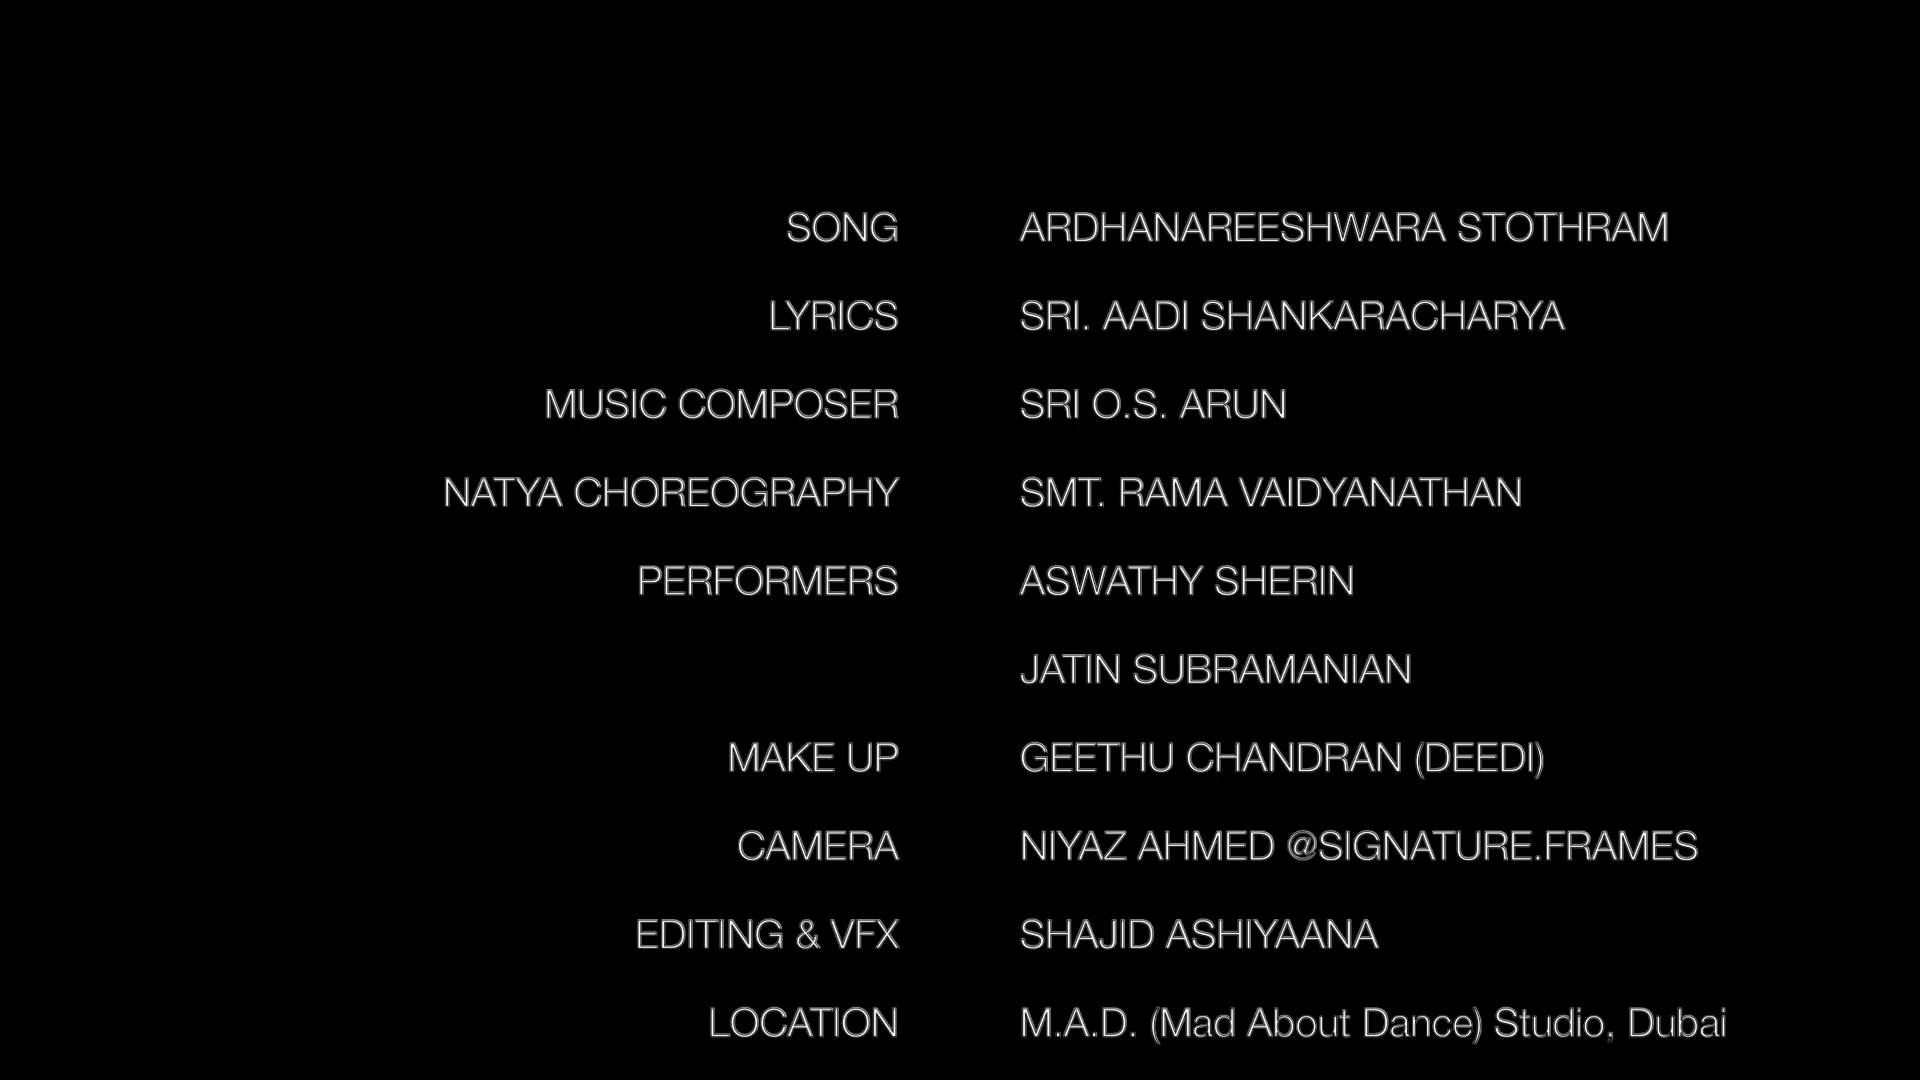 SONG ARDHANAREESHWARA STOTHRAM
LYRICS SRI. AADI SHANKARACHARYA
MUSIC COMPOSER SRI O.S. ARUN
NATYA CHOREOGRAPHY SMT. RAMA VAIDYANATHAN
PERFORMERS ASWATHY SHERIN
JATIN SUBRAMANIAN
MAKE UP GEETHU CHANDRAN (DEEDI)
CAMERA NIYAZ AHMED @SIGNATURE.FRAMES
EDITING & VFX SHAJID ASHIYAANA
LOCATION M.A.D. (Mad About Dance) Studio, Dubai